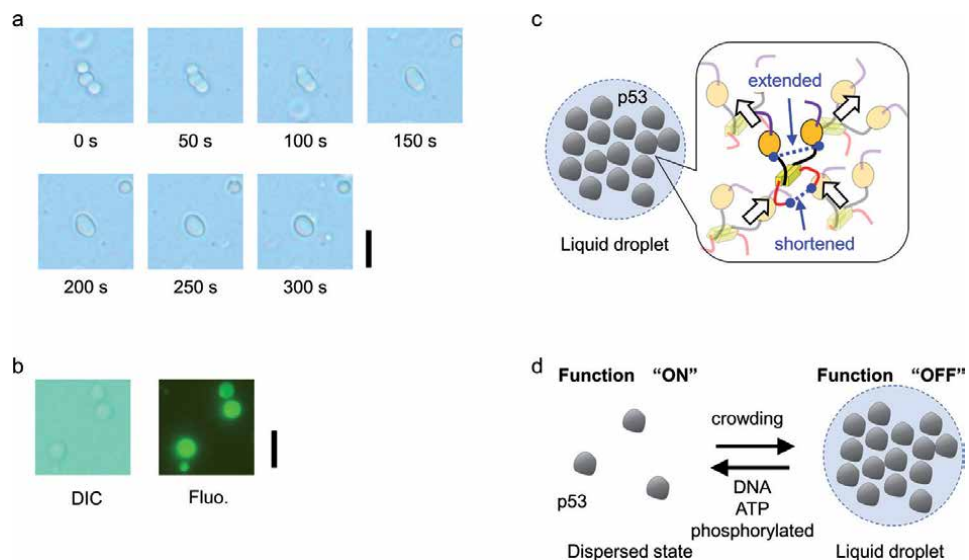 a
0 s
50 s
100 s
150 s
200 s
250 s
300 s
b
DIC
Fluo.
c
p53
Liquid droplet
extended
shortened
d
Function "ON"
Function "OFF"
crowding
DNA
ATP
phosphorylated
p53
Dispersed state
Liquid droplet